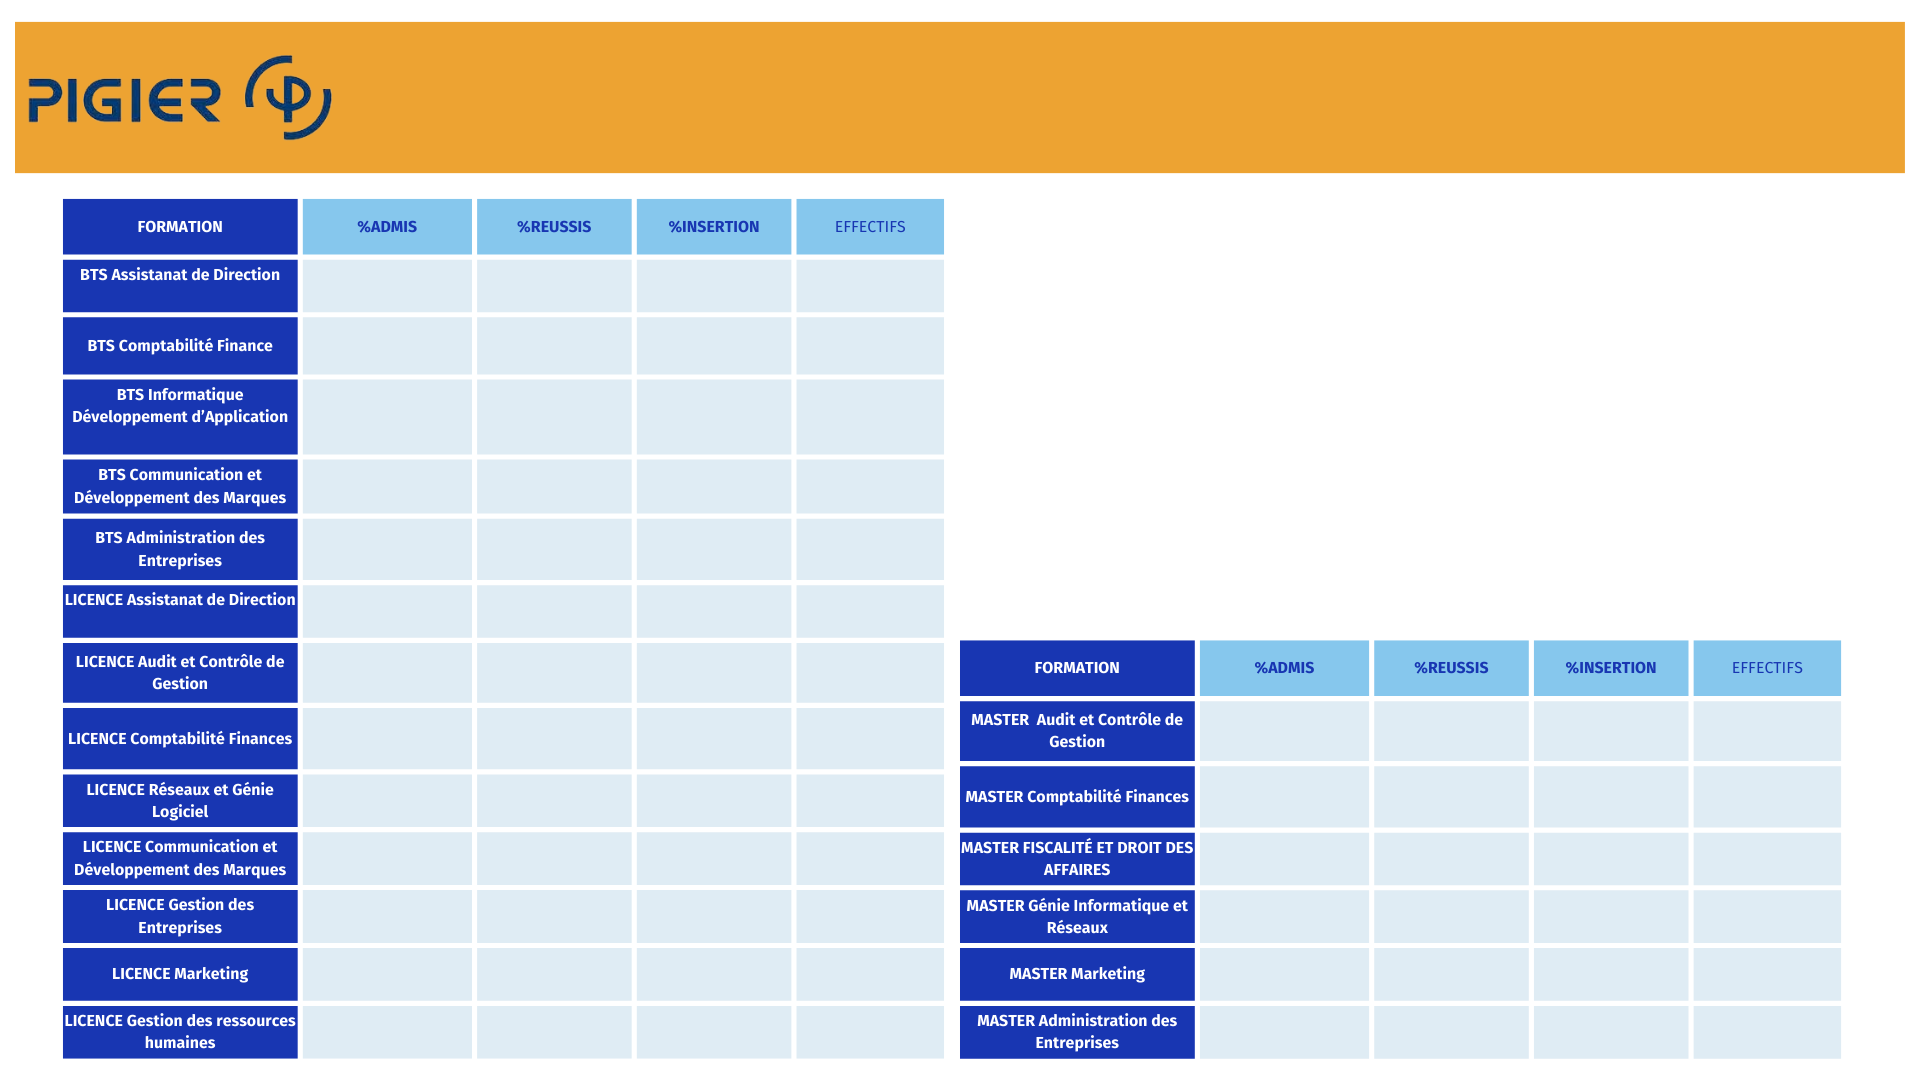 PIGIER
FORMATION %ADMIS %REUSSIS %INSERTION EFFECTIFS
BTS Assistanat de Direction
BTS Comptabilité Finance
BTS Informatique
Développement d’Application
BTS Communication et
Développement des Marques
BTS Administration des
Entreprises
LICENCE Assistanat de Direction
LICENCE Audit et Contrôle de
Gestion
LICENCE Comptabilité Finances
LICENCE Réseaux et Génie
Logiciel
LICENCE Communication et
Développement des Marques
LICENCE Gestion des
Entreprises
LICENCE Marketing
LICENCE Gestion des ressources
humaines
FORMATION %ADMIS %REUSSIS %INSERTION EFFECTIFS
MASTER  Audit et Contrôle de
Gestion
MASTER Comptabilité Finances
MASTER FISCALITÉ ET DROIT DES
AFFAIRES
MASTER Génie Informatique et
Réseaux
MASTER Marketing
MASTER Administration des
Entreprises